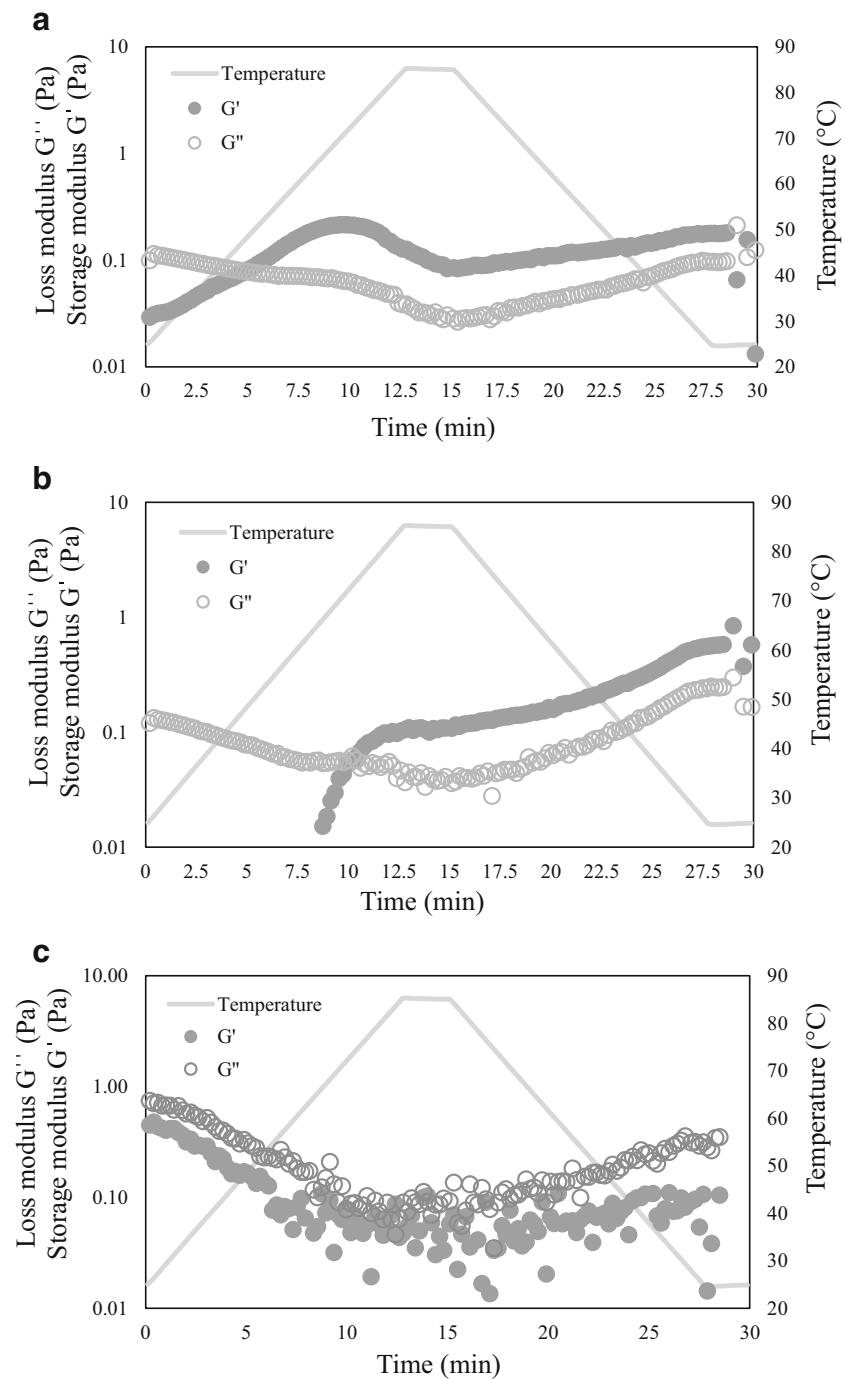 a
Loss modulus G''' (Pa)
Storage modulus G' (Pa)
10
1
0.1
0.01
Temperature
G'
G"
90
80
70
60
50
40
30
20
Temperature (°C)
0 2.5 5 7.5 10 12.5 15 17.5 20 22.5 25 27.5 30
Time (min)
b
Loss modulus G''' (Pa)
Storage modulus G' (Pa)
10
1
0.1
0.01
Temperature
G'
G"
90
80
70
60
50
40
30
20
Temperature (°C)
0 2.5 5 7.5 10 12.5 15 17.5 20 22.5 25 27.5 30
Time (min)
c
Loss modulus G''' (Pa)
Storage modulus G' (Pa)
10.00
1.00
0.10
0.01
Temperature
G'
G"
90
80
70
60
50
40
30
20
Temperature (°C)
0 5 10 15 20 25 30
Time (min)